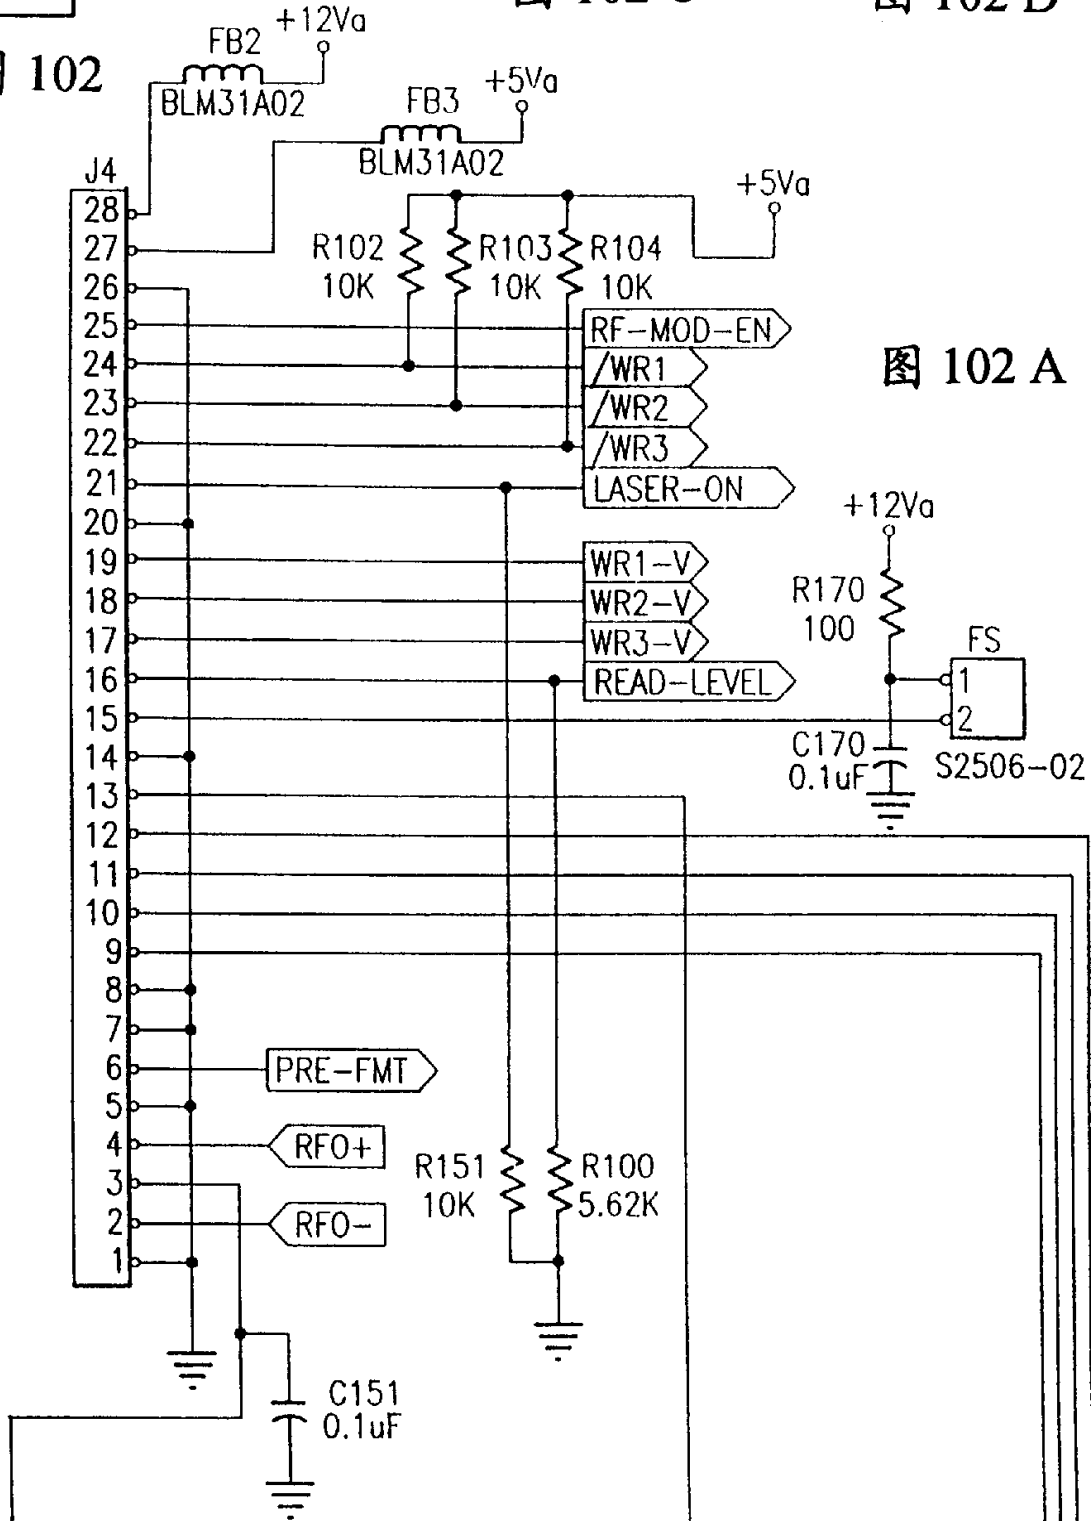 +12Va
FB2
BLM31A02
102
+5Va
FB3
BLM31A02
J4
+5Va
28
27
26
25
24
23
22
21
20
19
18
17
16
15
14
13
12
11
10
9
8
7
6
5
4
3
2
1
R102
10K
R103
10K
R104
10K
RF-MOD-EN
/WR1
/WR2
/WR3
LASER-ON
图 102 A
+12Va
WR1-V
WR2-V
WR3-V
READ-LEVEL
R170
100
FS
1
2
C170
0.1uF
S2506-02
PRE-FMT
RFO+
RFO-
R151
10K
R100
5.62K
C151
0.1uF